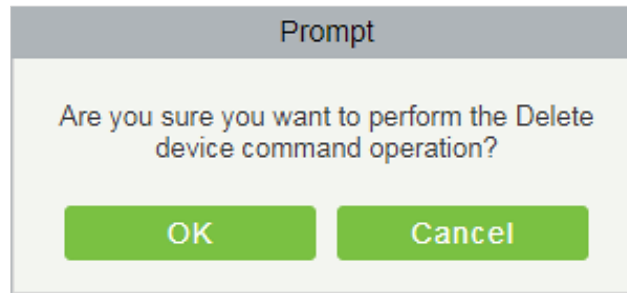 Prompt
Are you sure you want to perform the Delete
device command operation?
OK
Cancel